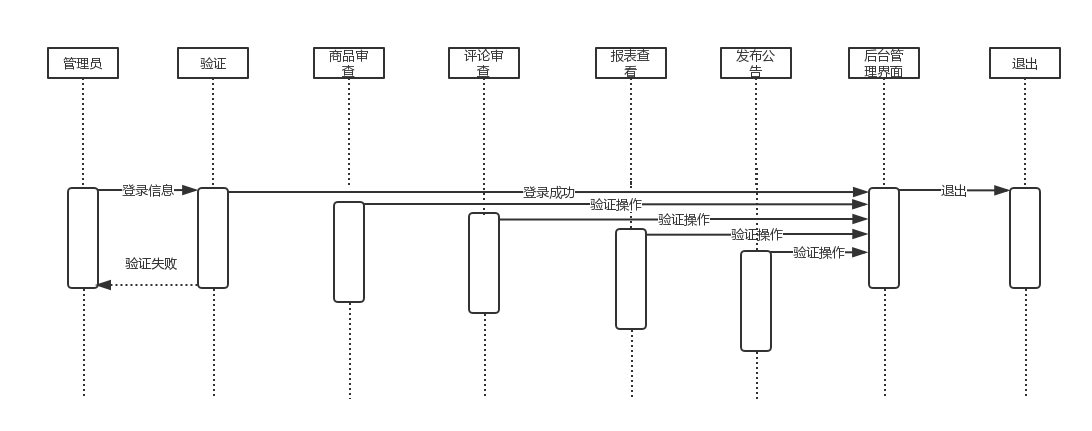 管理员
验证
商品审
查
评论审
查
报表查
看
发布公
告
后台管
理界面
退出
登录信息
登录成功
退出
验证操作
验证操作
验证操作
验证操作
验证失败